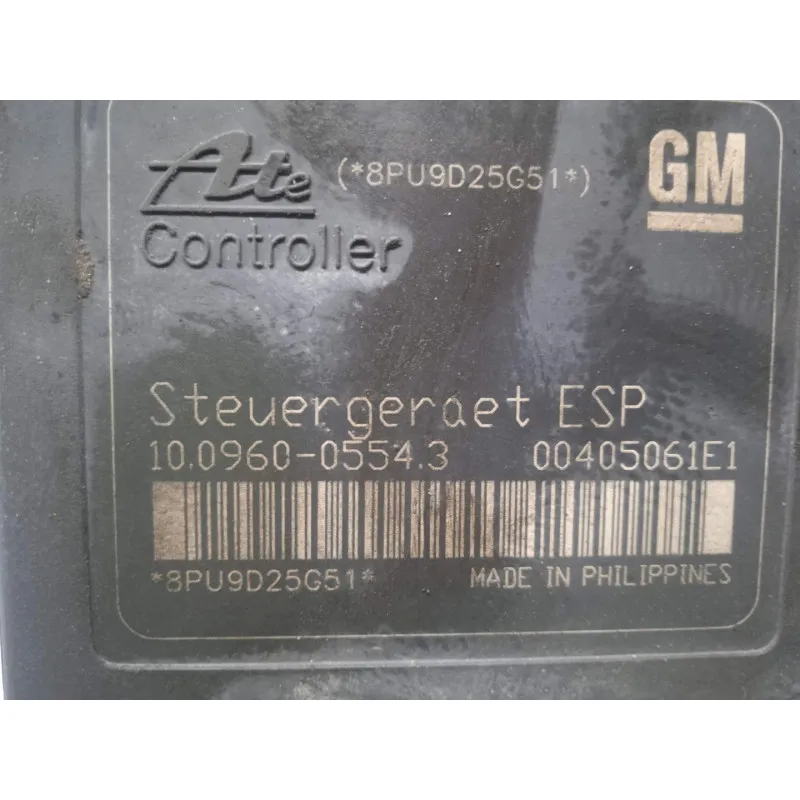 Ate (*8PU9D25G51*) GM
Controller
Steuergeraet ESP
10.0960-0554.3 00405061E1
*8PU9D25G51* MADE IN PHILIPPINES